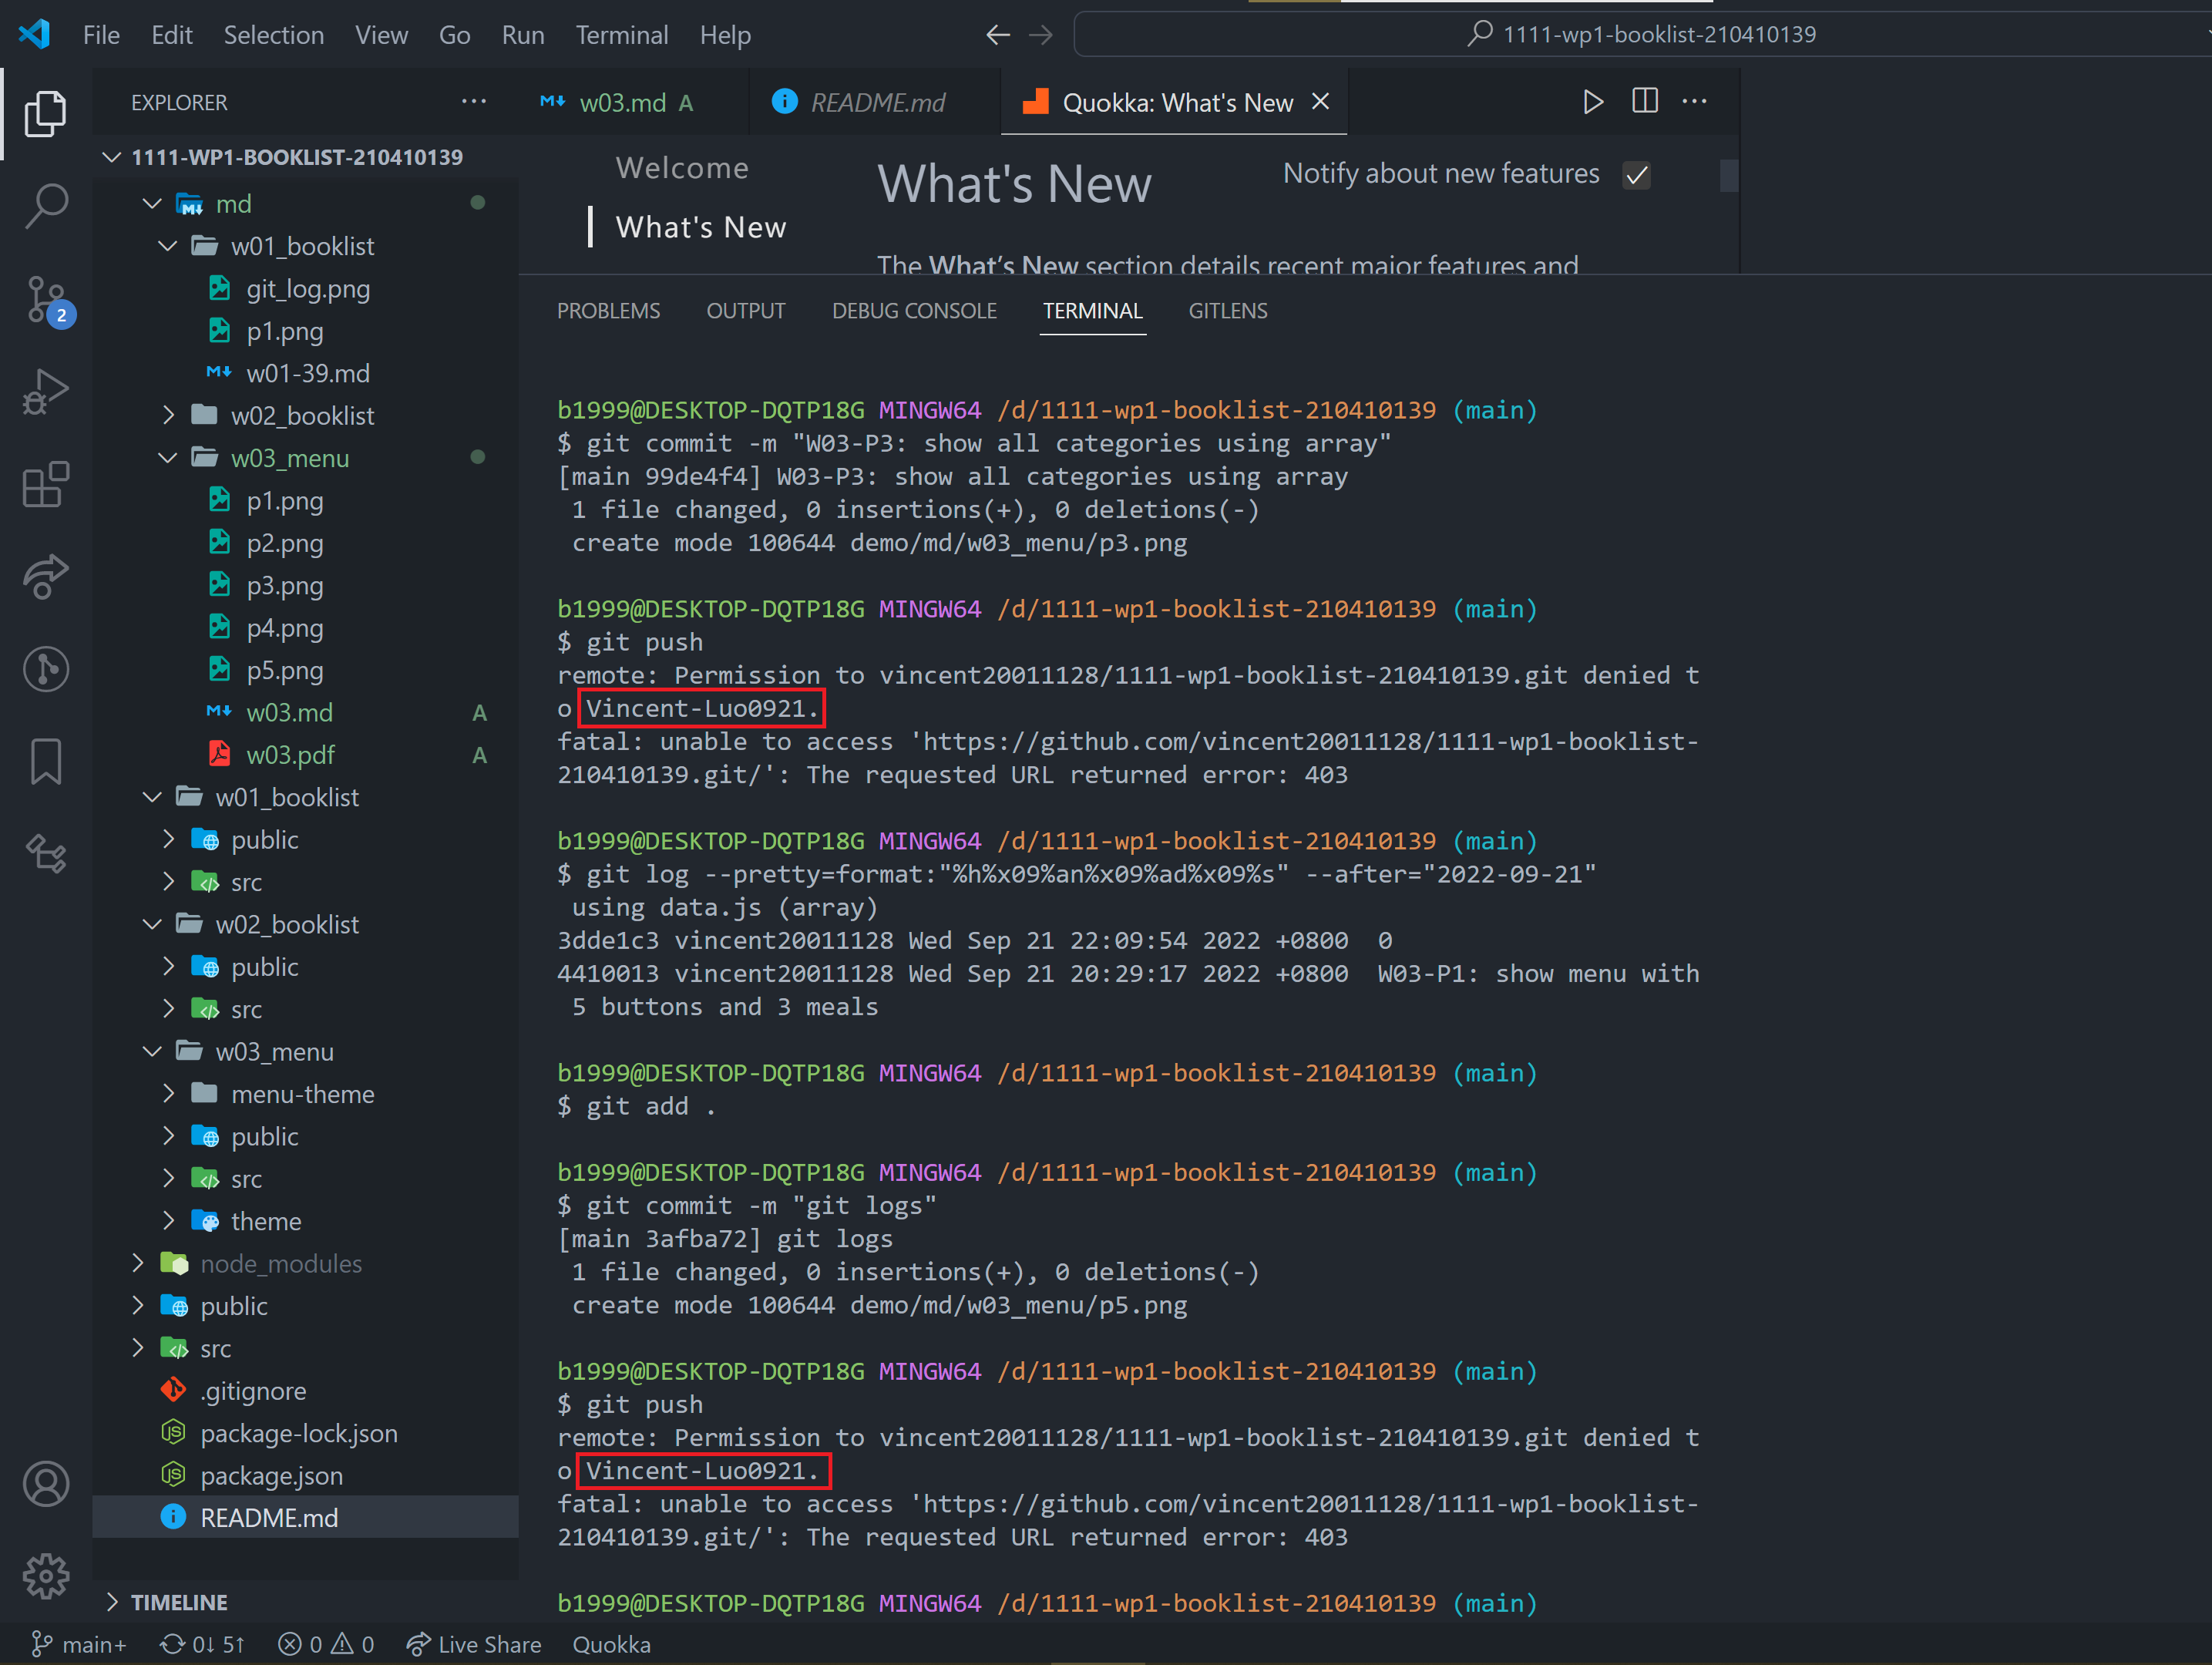 File Edit Selection View Go Run Terminal Help
1111-wp1-booklist-210410139
EXPLORER
w03.md A
README.md
Quokka: What's New
1111-WP1-BOOKLIST-210410139
md
w01_booklist
git_log.png
p1.png
w01-39.md
w02_booklist
w03_menu
p1.png
p2.png
p3.png
p4.png
p5.png
w03.md A
w03.pdf A
w01_booklist
public
src
w02_booklist
public
src
w03_menu
menu-theme
public
src
theme
node_modules
public
src
.gitignore
package-lock.json
package.json
README.md
TIMELINE
2
Welcome
What's New
What's New
Notify about new features
The What's New section details recent major features and
PROBLEMS OUTPUT DEBUG CONSOLE TERMINAL GITLENS
b1999@DESKTOP-DQTP18G MINGW64 /d/1111-wp1-booklist-210410139 (main)
$ git commit -m "W03-P3: show all categories using array"
[main 99de4f4] W03-P3: show all categories using array
1 file changed, 0 insertions(+), 0 deletions(-)
create mode 100644 demo/md/w03_menu/p3.png
b1999@DESKTOP-DQTP18G MINGW64 /d/1111-wp1-booklist-210410139 (main)
$ git push
remote: Permission to vincent20011128/1111-wp1-booklist-210410139.git denied t
o Vincent-Luo0921.
fatal: unable to access 'https://github.com/vincent20011128/1111-wp1-booklist-
210410139.git/': The requested URL returned error: 403
b1999@DESKTOP-DQTP18G MINGW64 /d/1111-wp1-booklist-210410139 (main)
$ git log --pretty=format:"%h%x09%an%x09%ad%x09%s" --after="2022-09-21"
using data.js (array)
3dde1c3 vincent20011128 Wed Sep 21 22:09:54 2022 +0800 0
4410013 vincent20011128 Wed Sep 21 20:29:17 2022 +0800 W03-P1: show menu with
5 buttons and 3 meals
b1999@DESKTOP-DQTP18G MINGW64 /d/1111-wp1-booklist-210410139 (main)
$ git add .
b1999@DESKTOP-DQTP18G MINGW64 /d/1111-wp1-booklist-210410139 (main)
$ git commit -m "git logs"
[main 3afba72] git logs
1 file changed, 0 insertions(+), 0 deletions(-)
create mode 100644 demo/md/w03_menu/p5.png
b1999@DESKTOP-DQTP18G MINGW64 /d/1111-wp1-booklist-210410139 (main)
$ git push
remote: Permission to vincent20011128/1111-wp1-booklist-210410139.git denied t
o Vincent-Luo0921.
fatal: unable to access 'https://github.com/vincent20011128/1111-wp1-booklist-
210410139.git/': The requested URL returned error: 403
b1999@DESKTOP-DQTP18G MINGW64 /d/1111-wp1-booklist-210410139 (main)
main+ 0↓ 5↑ 0 0 Live Share Quokka